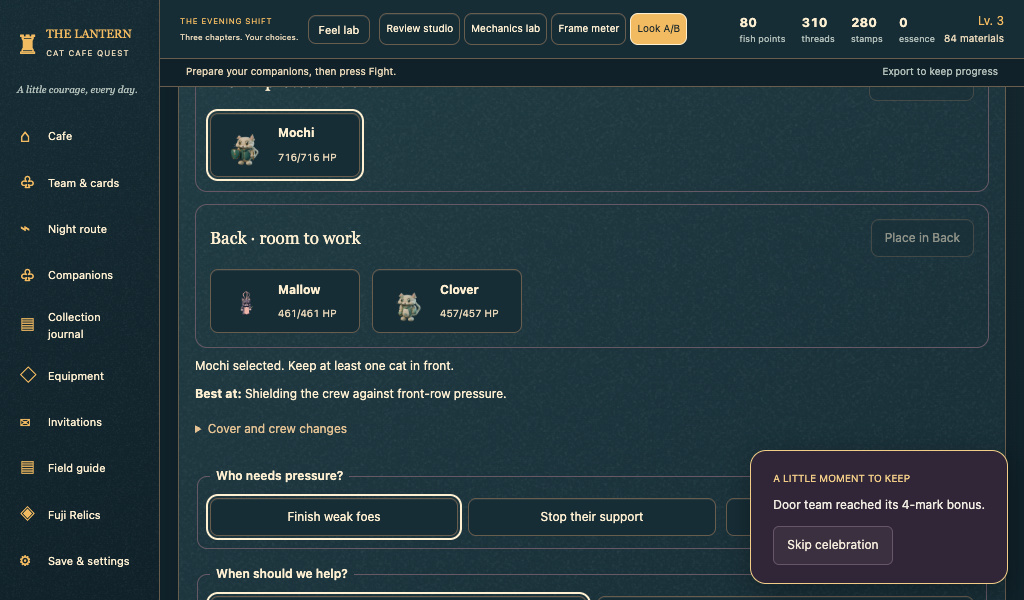 THE LANTERN
CAT CAFE QUEST
A little courage, every day.
Cafe
Team & cards
Night route
Companions
Collection
journal
Equipment
Invitations
Field guide
Fuji Relics
Save & settings
THE EVENING SHIFT
Three chapters. Your choices.
Feel lab
Review studio
Mechanics lab
Frame meter
Look A/B
80
fish points
310
threads
280
stamps
0
essence
Lv. 3
84 materials
Prepare your companions, then press Fight.
Export to keep progress
Mochi
716/716 HP
Back · room to work
Place in Back
Mallow
461/461 HP
Clover
457/457 HP
Mochi selected. Keep at least one cat in front.
Best at: Shielding the crew against front-row pressure.
Cover and crew changes
Who needs pressure?
Finish weak foes
Stop their support
When should we help?
A LITTLE MOMENT TO KEEP
Door team reached its 4-mark bonus.
Skip celebration